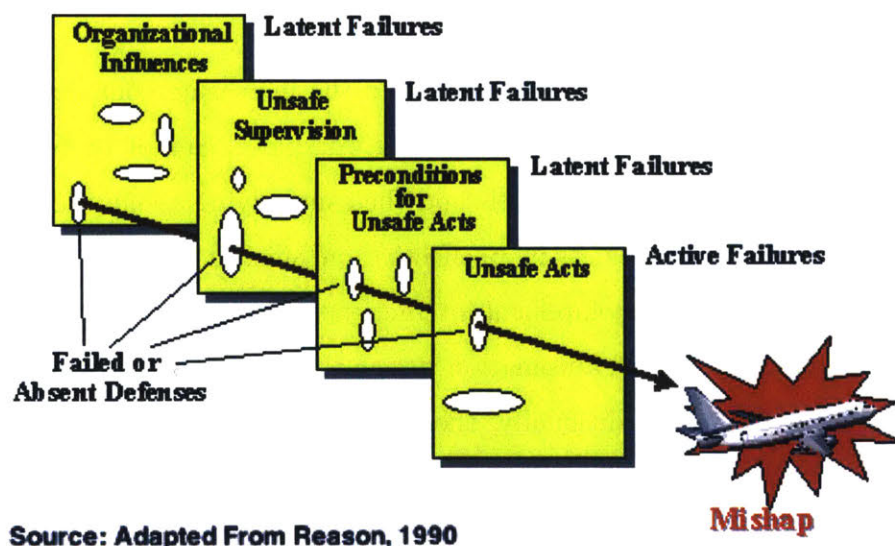 Organizational
Influences
Latent Failures
Unsafe
Supervision
Latent Failures
Preconditions
for
Unsafe Acts
Latent Failures
Unsafe Acts
Active Failures
Failed or
Absent Defenses
Mishap
Source: Adapted From Reason, 1990